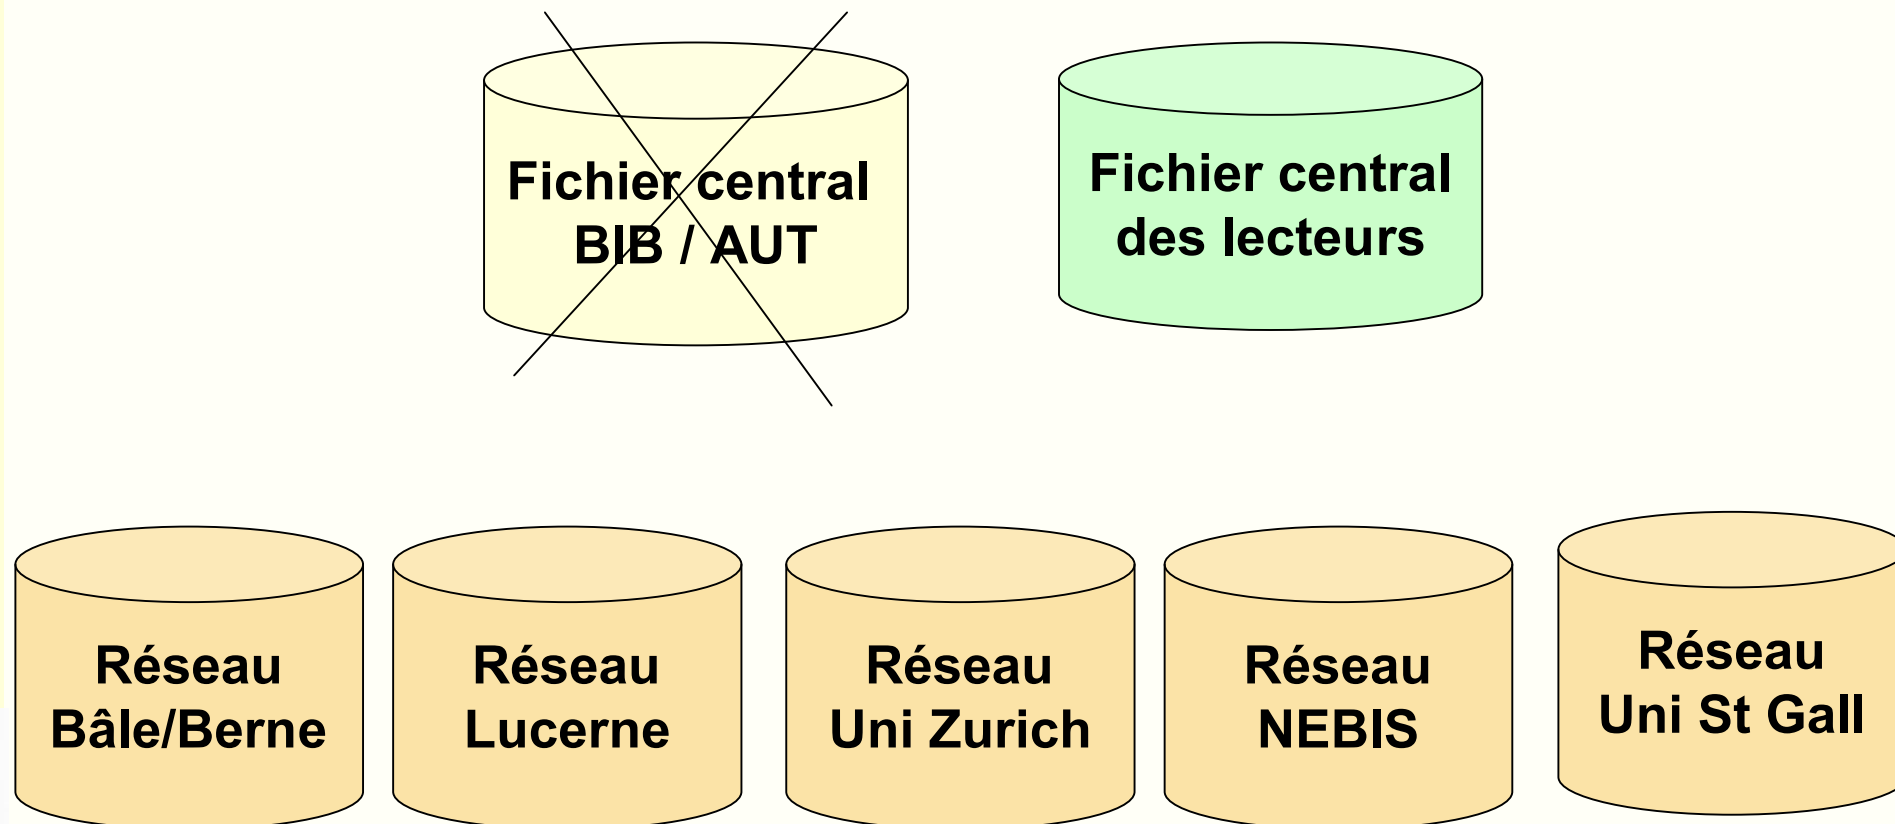 Fichier central
BIB / AUT
Fichier central
des lecteurs
Réseau
Bâle/Berne
Réseau
Lucerne
Réseau
Uni Zurich
Réseau
NEBIS
Réseau
Uni St Gall